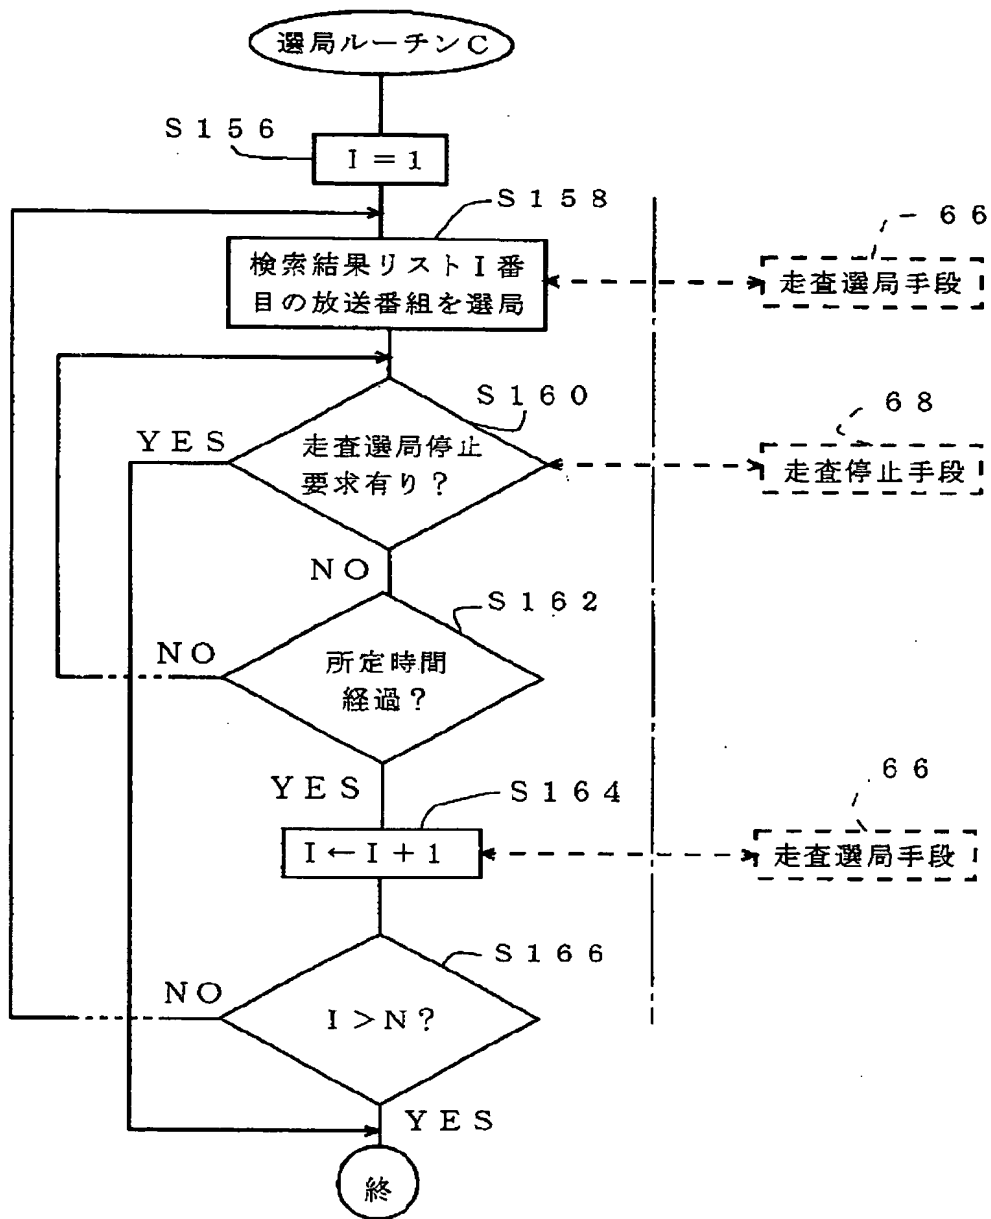 選局ルーチンC
S156
I=1
S158
検索結果リストI番
目の放送番組を選局
66
走査選局手段
S160
YES
走査選局停止
要求有り?
68
走査停止手段
NO
S162
NO
所定時間
経過?
YES
S164
I←I+1
66
走査選局手段
S166
NO
I>N?
YES
終